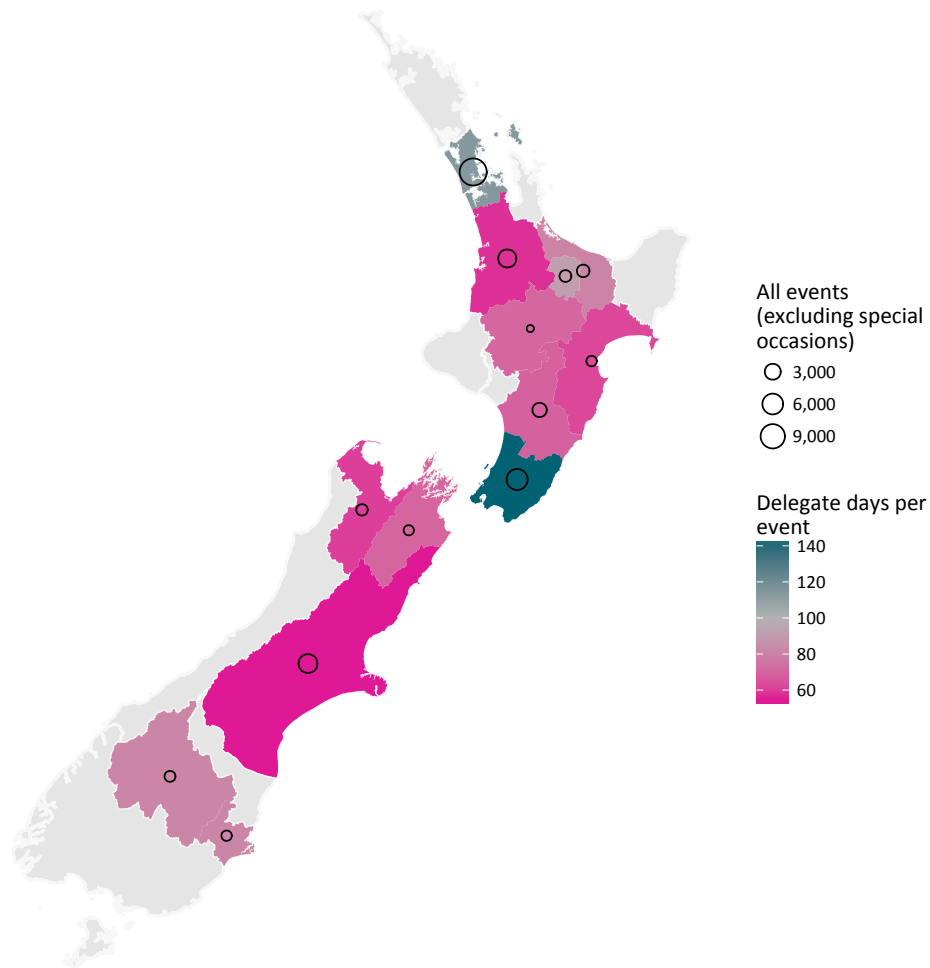 All events
(excluding special
occasions)
3,000
6,000
9,000
Delegate days per
event
140
120
100
80
60